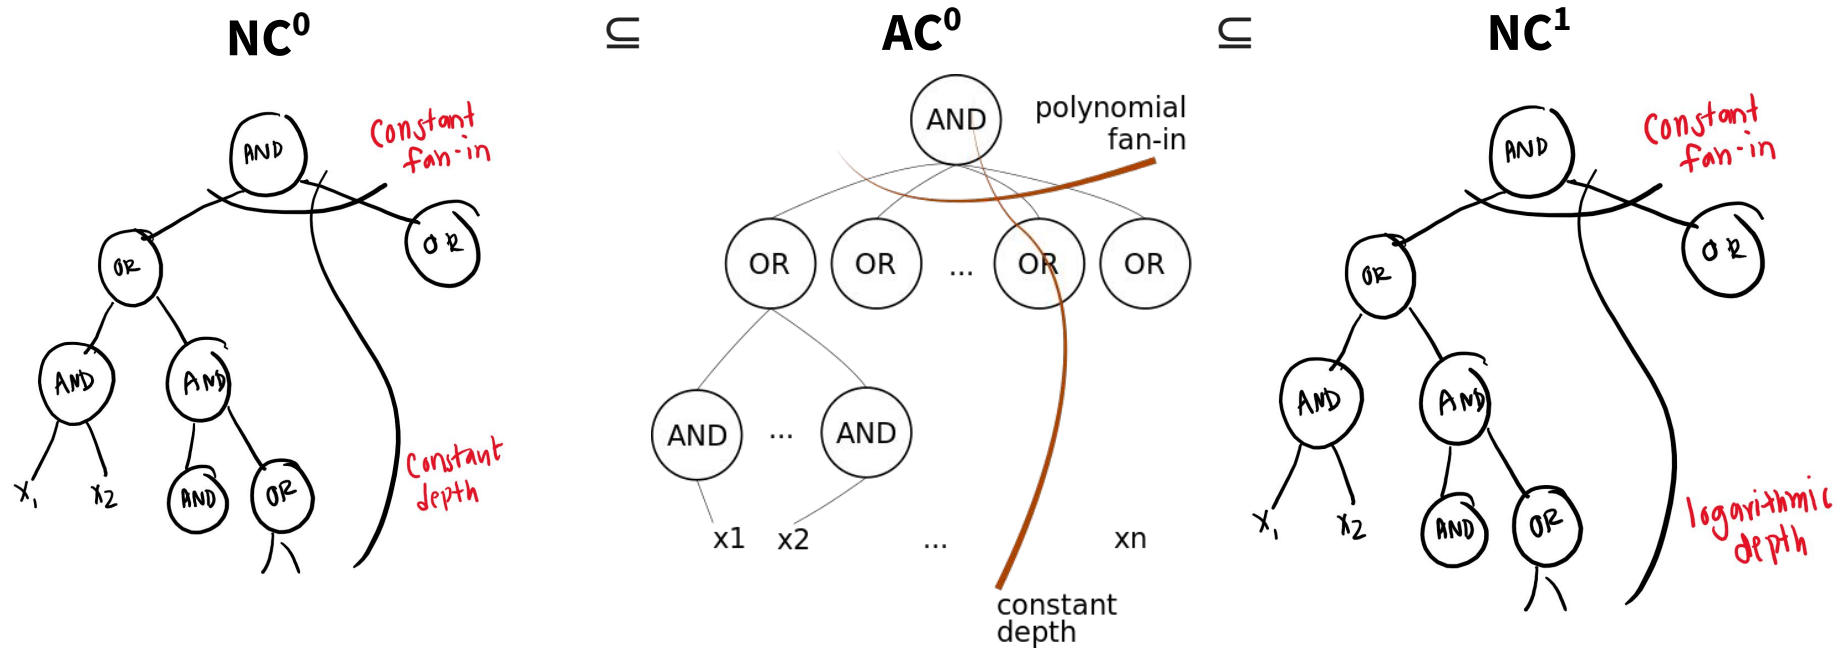 NC⁰ ⊆ AC⁰ ⊆ NC¹
AND
Constant
fan-in
OR
OR
AND
AND
x₁
x₂
AND
OR
Constant
depth
AND
polynomial
fan-in
OR
OR
...
OR
OR
AND
...
AND
x1
x2
...
xn
constant
depth
AND
Constant
fan-in
OR
OR
AND
AND
x₁
x₂
AND
OR
logarithmic
depth